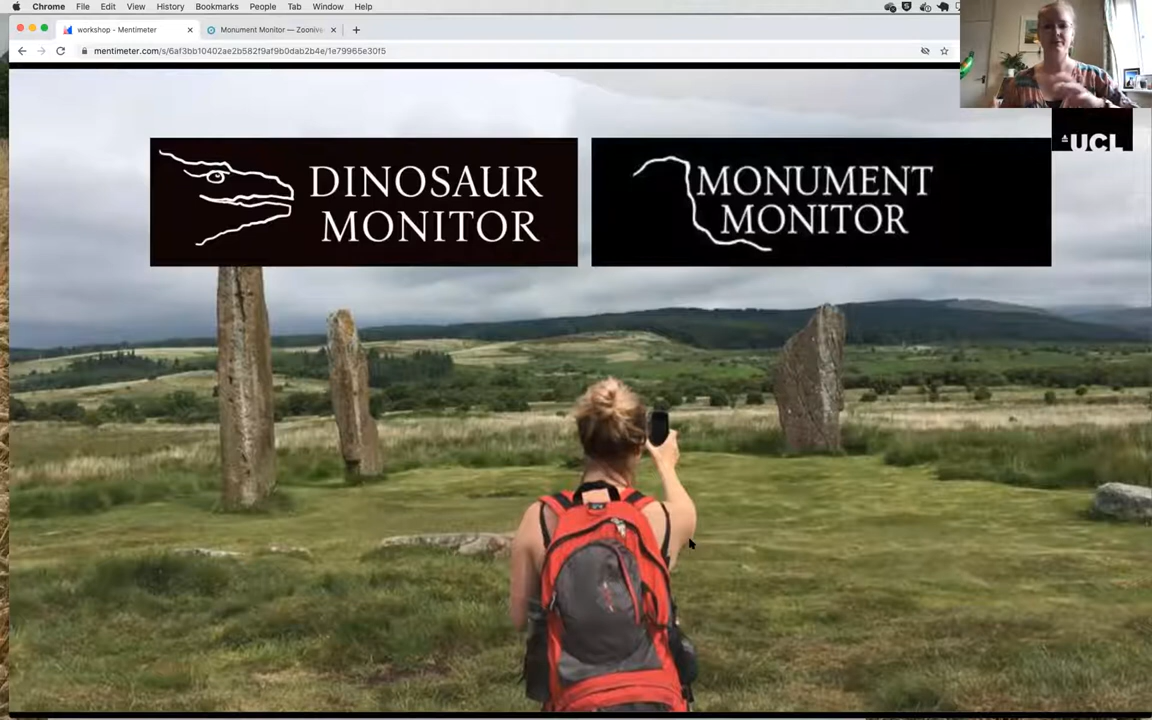 Chrome File Edit View History Bookmarks People Tab Window Help
workshop - Mentimeter
Monument Monitor — Zoonive
mentimeter.com/s/6af3bb10402ae2b582f9af9b0dab2b4e/1e79965e30f5
UCL
DINOSAUR
MONITOR
MONUMENT
MONITOR